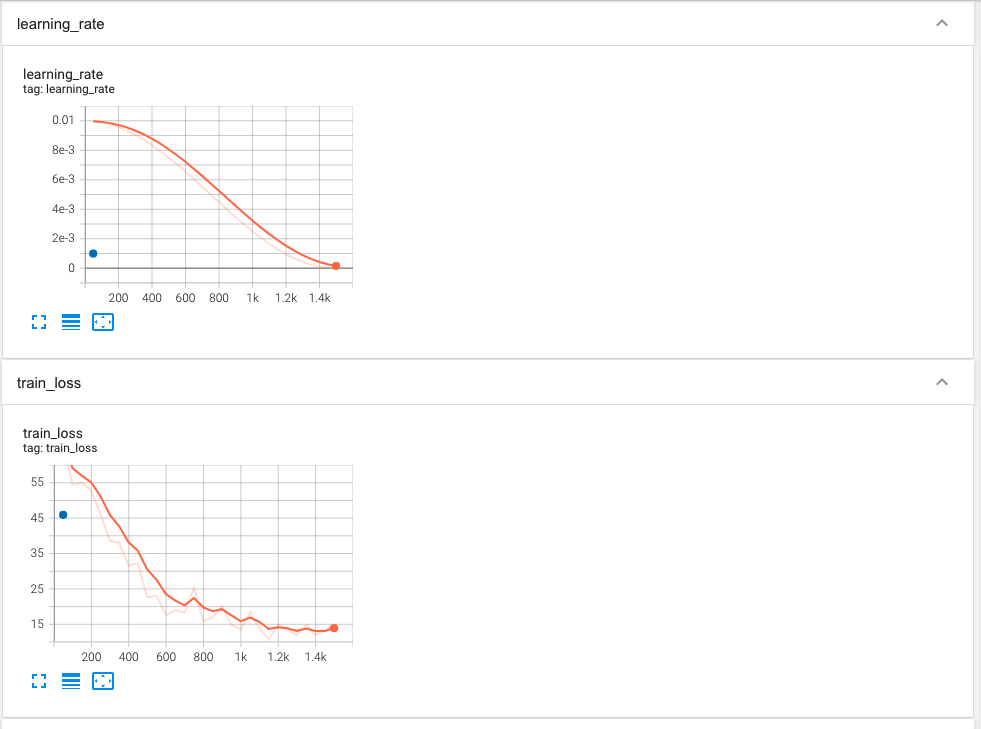 learning_rate
learning_rate
tag: learning_rate
0.01
8e-3
6e-3
4e-3
2e-3
0
200 400 600 800 1k 1.2k 1.4k
train_loss
train_loss
tag: train_loss
55
45
35
25
15
200 400 600 800 1k 1.2k 1.4k